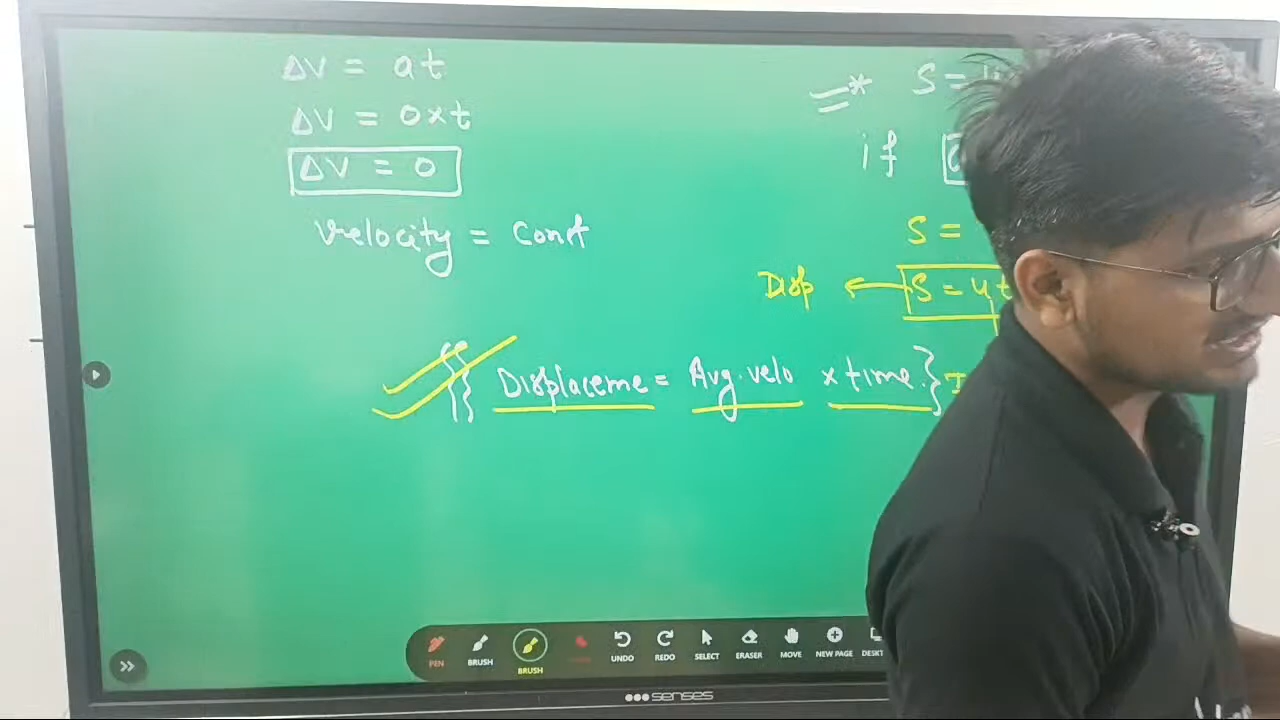 ΔV = at
ΔV = 0×t
ΔV = 0
Velocity = Const
* S = u
if
S =
Disp ← S = ut
Displaceme = Avg. velo × time.
PEN BRUSH BRUSH UNDO REDO SELECT ERASER MOVE NEW PAGE DESKT
senses